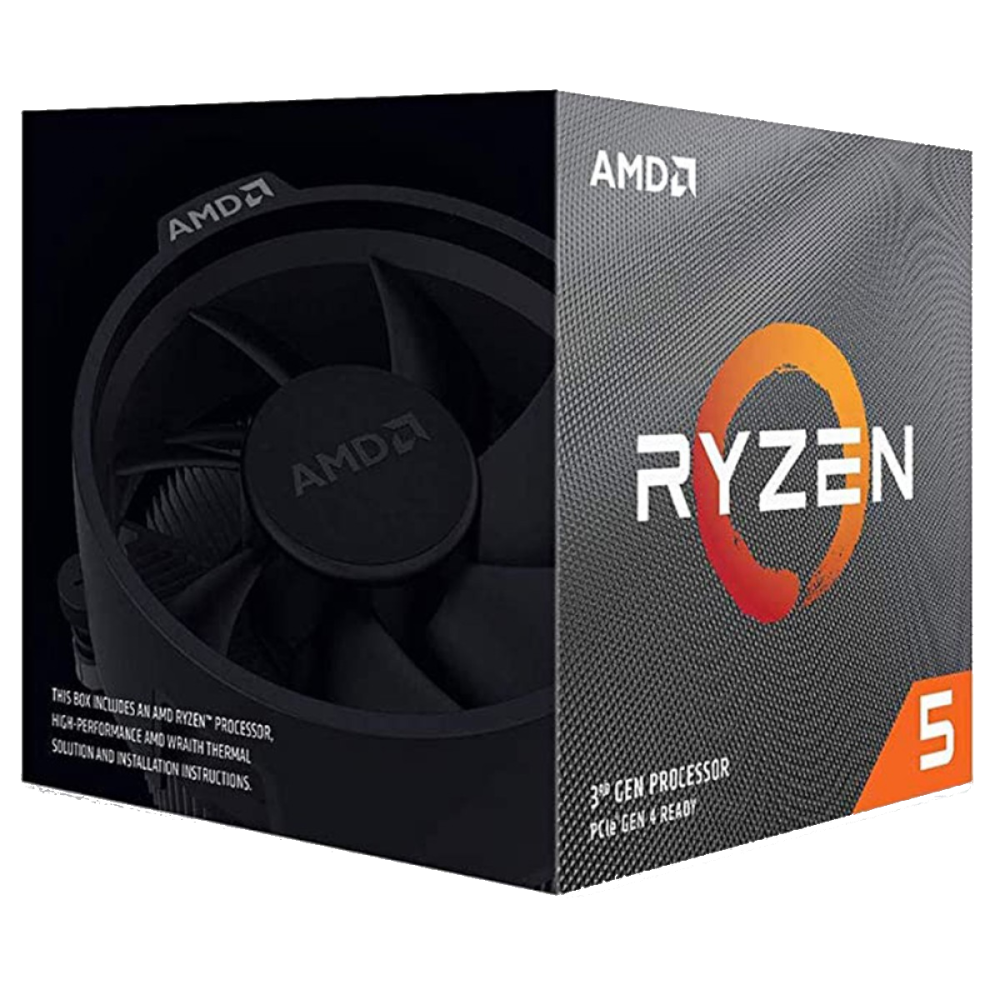 AMD
AMD
THIS BOX INCLUDES AN AMD RYZEN™ PROCESSOR,
HIGH-PERFORMANCE AMD WRAITH THERMAL
SOLUTION AND INSTALLATION INSTRUCTIONS.
AMD
RYZEN
3RD GEN PROCESSOR
PCIe GEN 4 READY
5